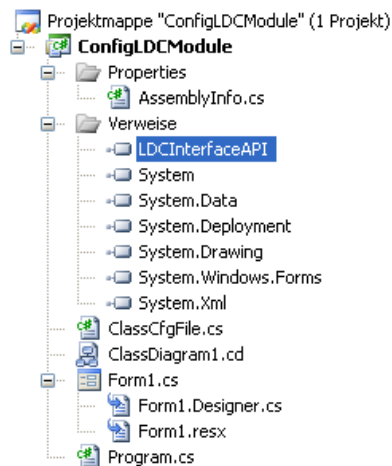 Projektmappe "ConfigLDCModule" (1 Projekt)
ConfigLDCModule
Properties
AssemblyInfo.cs
Verweise
LDCInterfaceAPI
System
System.Data
System.Deployment
System.Drawing
System.Windows.Forms
System.Xml
ClassCfgFile.cs
ClassDiagram1.cd
Form1.cs
Form1.Designer.cs
Form1.resx
Program.cs